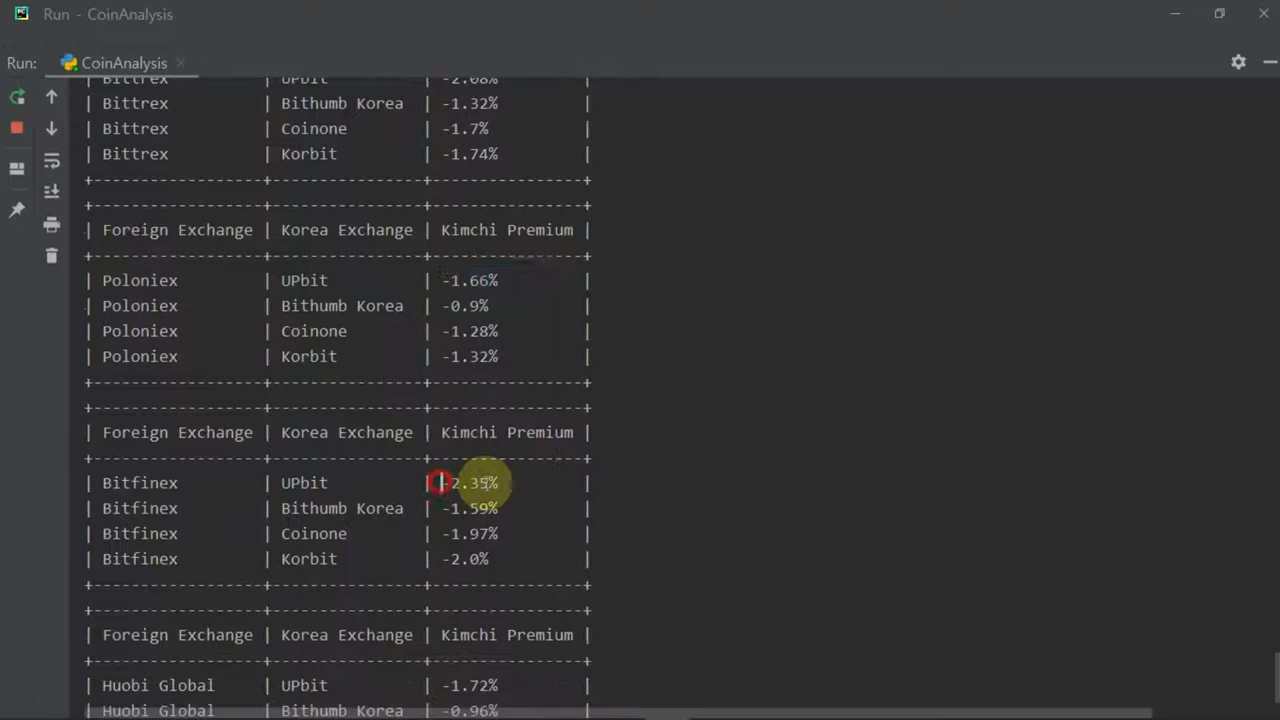 Run - CoinAnalysis
Run: CoinAnalysis
| Bittrex | UPbit | -2.08% |
| Bittrex | Bithumb Korea | -1.32% |
| Bittrex | Coinone | -1.7% |
| Bittrex | Korbit | -1.74% |
+-------------------+----------------+----------------+
+-------------------+----------------+----------------+
| Foreign Exchange | Korea Exchange | Kimchi Premium |
+-------------------+----------------+----------------+
| Poloniex | UPbit | -1.66% |
| Poloniex | Bithumb Korea | -0.9% |
| Poloniex | Coinone | -1.28% |
| Poloniex | Korbit | -1.32% |
+-------------------+----------------+----------------+
+-------------------+----------------+----------------+
| Foreign Exchange | Korea Exchange | Kimchi Premium |
+-------------------+----------------+----------------+
| Bitfinex | UPbit | -2.35% |
| Bitfinex | Bithumb Korea | -1.59% |
| Bitfinex | Coinone | -1.97% |
| Bitfinex | Korbit | -2.0% |
+-------------------+----------------+----------------+
+-------------------+----------------+----------------+
| Foreign Exchange | Korea Exchange | Kimchi Premium |
+-------------------+----------------+----------------+
| Huobi Global | UPbit | -1.72% |
| Huobi Global | Bithumb Korea | -0.96% |